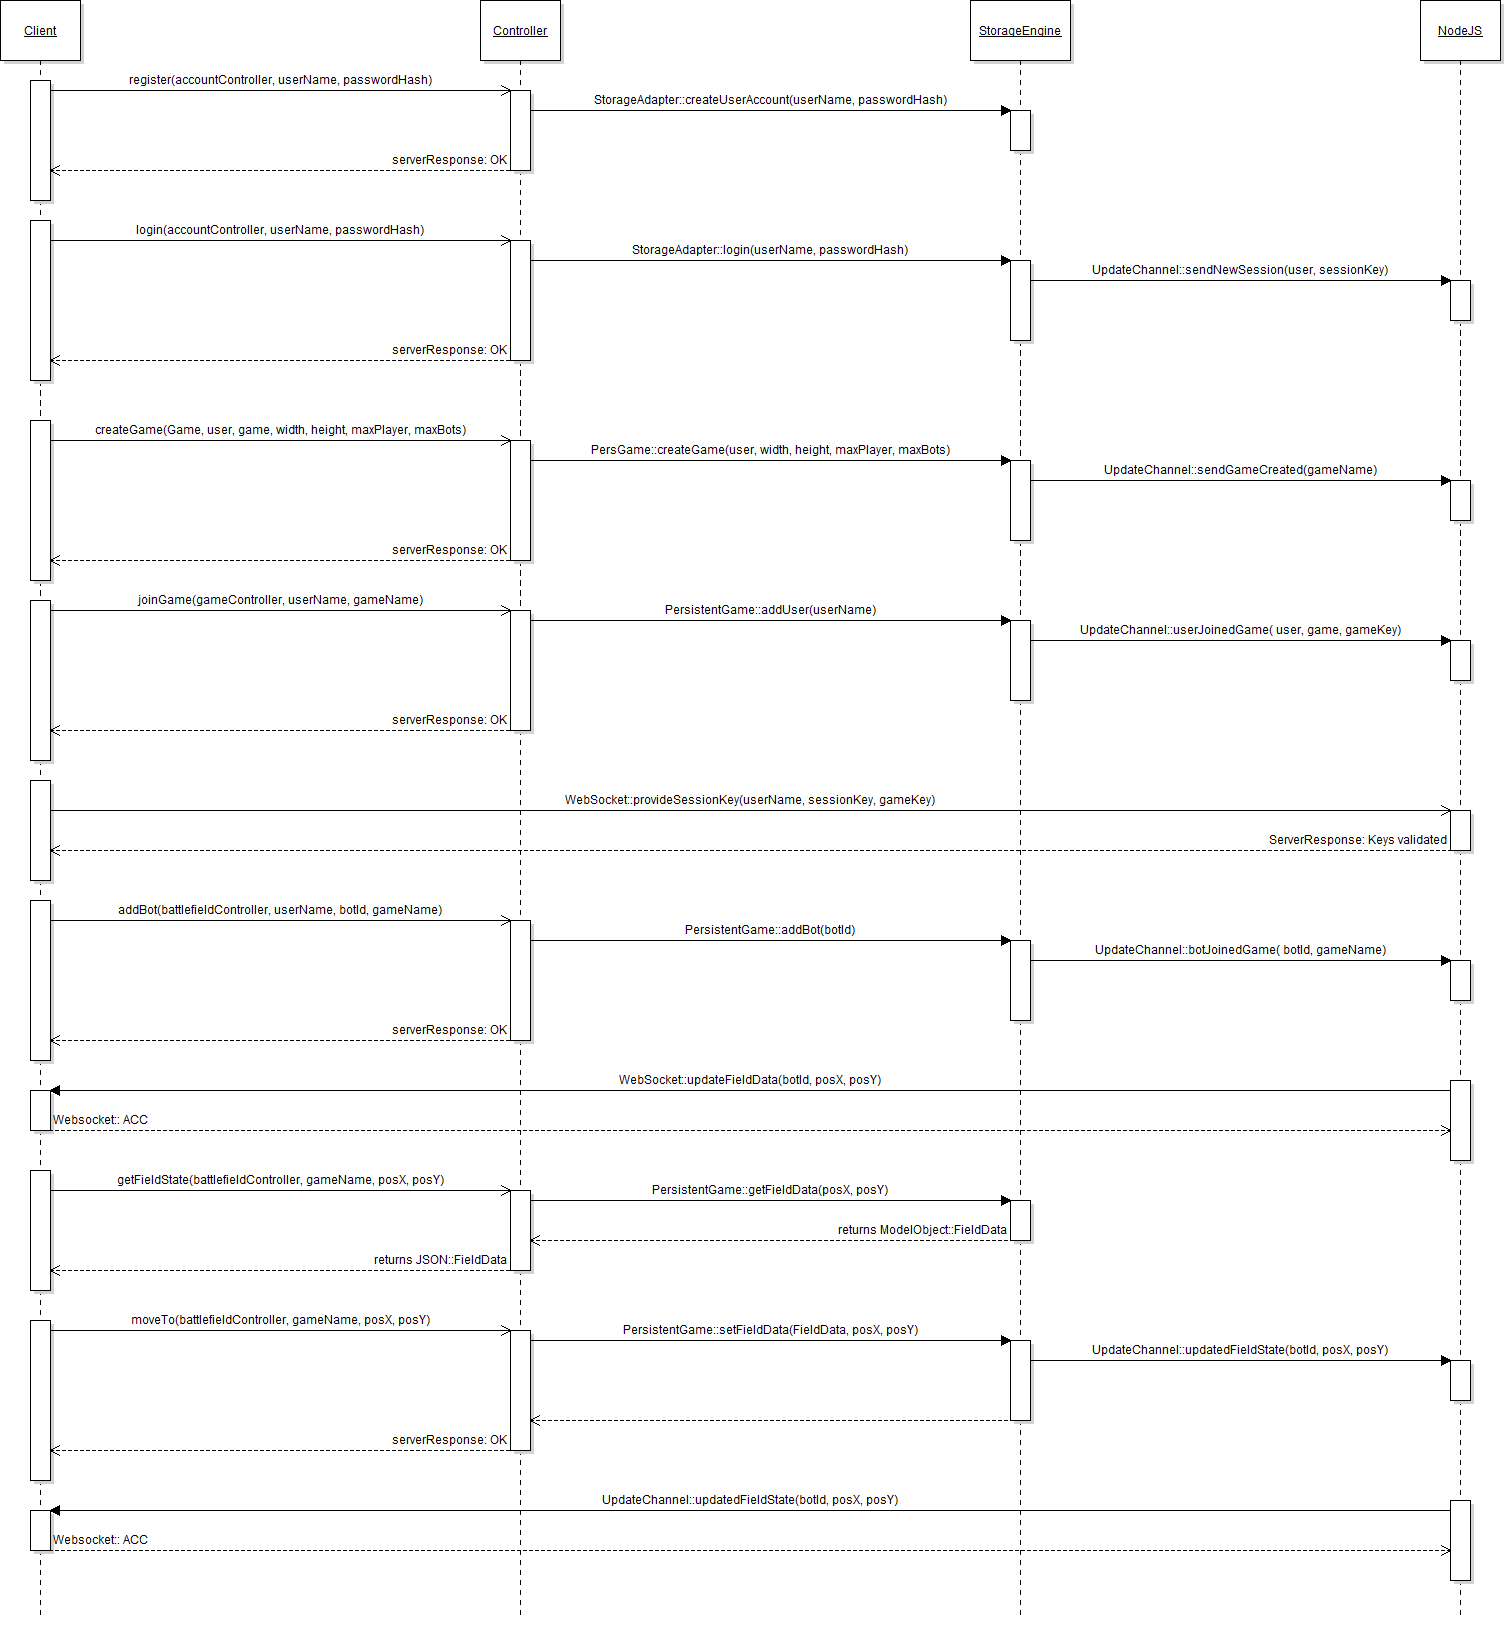 Client
Controller
StorageEngine
NodeJS
register(accountController, userName, passwordHash)
StorageAdapter::createUserAccount(userName, passwordHash)
serverResponse: OK
login(accountController, userName, passwordHash)
StorageAdapter::login(userName, passwordHash)
UpdateChannel::sendNewSession(user, sessionKey)
serverResponse: OK
createGame(Game, user, game, width, height, maxPlayer, maxBots)
PersGame::createGame(user, width, height, maxPlayer, maxBots)
UpdateChannel::sendGameCreated(gameName)
serverResponse: OK
joinGame(gameController, userName, gameName)
PersistentGame::addUser(userName)
UpdateChannel::userJoinedGame( user, game, gameKey)
serverResponse: OK
WebSocket::provideSessionKey(userName, sessionKey, gameKey)
ServerResponse: Keys validated
addBot(battlefieldController, userName, botId, gameName)
PersistentGame::addBot(botId)
UpdateChannel::botJoinedGame( botId, gameName)
serverResponse: OK
WebSocket::updateFieldData(botId, posX, posY)
Websocket:: ACC
getFieldState(battlefieldController, gameName, posX, posY)
PersistentGame::getFieldData(posX, posY)
returns ModelObject::FieldData
returns JSON::FieldData
moveTo(battlefieldController, gameName, posX, posY)
PersistentGame::setFieldData(FieldData, posX, posY)
UpdateChannel::updatedFieldState(botId, posX, posY)
serverResponse: OK
UpdateChannel::updatedFieldState(botId, posX, posY)
Websocket:: ACC